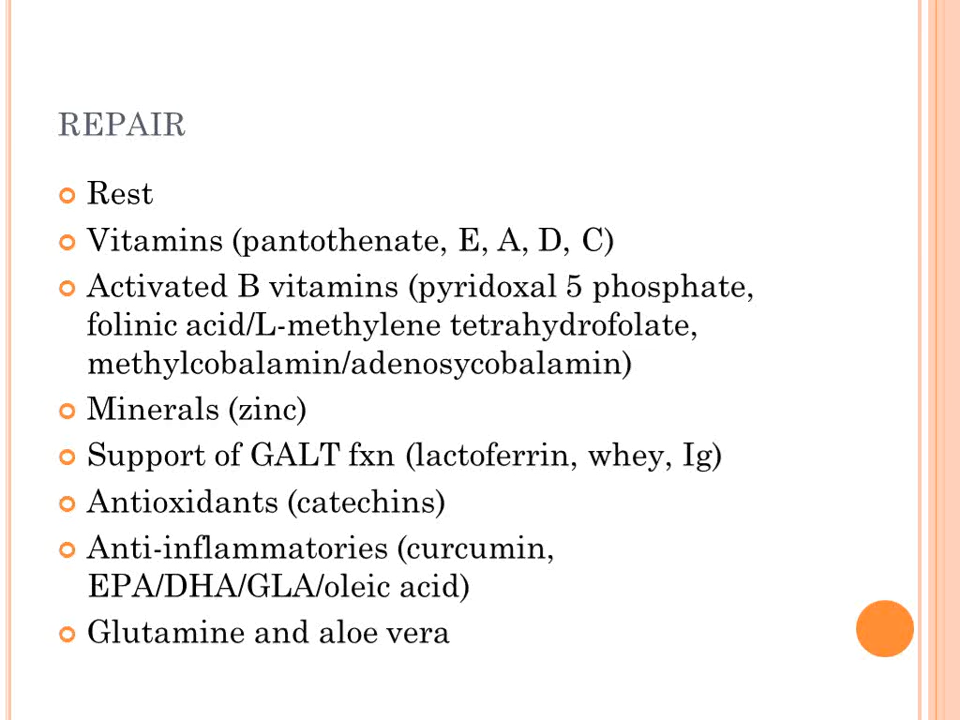 REPAIR
Rest
Vitamins (pantothenate, E, A, D, C)
Activated B vitamins (pyridoxal 5 phosphate,
folinic acid/L-methylene tetrahydrofolate,
methylcobalamin/adenosycobalamin)
Minerals (zinc)
Support of GALT fxn (lactoferrin, whey, Ig)
Antioxidants (catechins)
Anti-inflammatories (curcumin,
EPA/DHA/GLA/oleic acid)
Glutamine and aloe vera